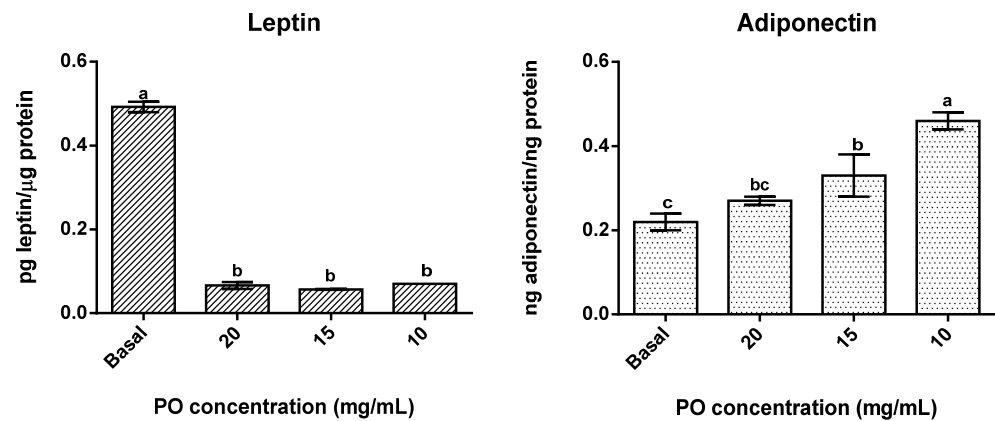 Leptin
pg leptin/µg protein
0.6
0.4
0.2
0.0
a
b
b
b
Basal
20
15
10
PO concentration (mg/mL)
Adiponectin
ng adiponectin/ng protein
0.6
0.4
0.2
0.0
c
bc
b
a
Basal
20
15
10
PO concentration (mg/mL)